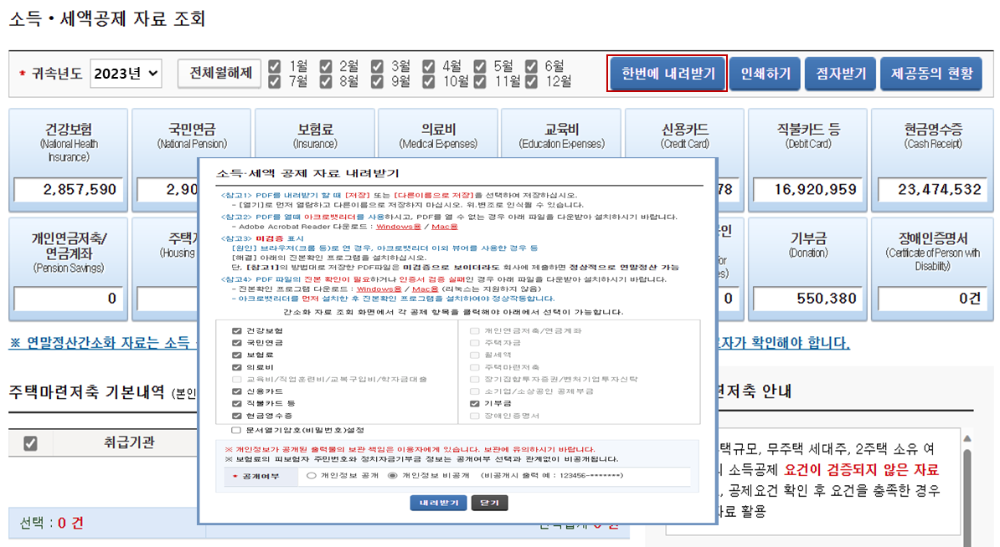 소득 • 세액공제 자료 조회
* 귀속년도 2023년 전체월해제 1월 2월 3월 4월 5월 6월
7월 8월 9월 10월 11월 12월
한번에 내려받기 인쇄하기 점자받기 제공동의 현황
건강보험
(National Health
Insurance)
2,857,590
국민연금
(National Pension)
2,90
보험료
(Insurance)
의료비
(Medical Expenses)
교육비
(Education Expenses)
신용카드
(Credit Card)
78
직불카드 등
(Debit Card)
16,920,959
현금영수증
(Cash Receipt)
23,474,532
개인연금저축/
연금계좌
(Pension Savings)
0
(Housing
0
기부금
(Donation)
550,380
장애인증명서
(Certificate of Person with
Disability)
0건
소득·세액 공제 자료 내려받기
<참고1> PDF를 내려받기 할 때 [저장] 또는 [다른이름으로 저장]을 선택하여 저장하십시오.
- [열기]로 먼저 열람하고 다른이름으로 저장하지 마십시오. 위.변조로 인식될 수 있습니다.
<참고2> PDF를 열때 아크로뱃리더를 사용하시고, PDF를 열 수 없는 경우 아래 파일을 다운받아 설치하시기 바랍니다.
- Adobe Acrobat Reader 다운로드 : Windows용 / Mac용
<참고3> 미검증 표시
[원인] 브라우저(크롬 등)로 연 경우, 아크로뱃리더 이외 뷰어를 사용한 경우 등
[해결] 아래의 진본확인 프로그램을 설치하십시오.
단, [참고1]의 방법대로 저장한 PDF파일은 미검증으로 보이더라도 회사에 제출하면 정상적으로 연말정산 가능
<참고4> PDF 파일의 진본 확인이 필요하거나 인증서 검증 실패인 경우 아래 파일을 다운받아 설치하시기 바랍니다.
- 진본확인 프로그램 다운로드 : Windows용 / Mac용 (리눅스는 지원하지 않음)
- 아크로뱃리더를 먼저 설치한 후 진본확인 프로그램을 설치하여야 정상작동합니다.
간소화 자료 조회 화면에서 각 공제 항목을 클릭해야 아래에서 선택이 가능합니다.
건강보험
국민연금
보험료
의료비
교육비/직업훈련비/교복구입비/학자금대출
신용카드
직불카드 등
현금영수증
개인연금저축/연금계좌
주택자금
월세액
주택마련저축
장기집합투자증권/벤처기업투자신탁
소기업/소상공인 공제부금
기부금
장애인증명서
문서열기암호(비밀번호)설정
※ 개인정보가 공개된 출력물의 보관 책임은 이용자에게 있습니다. 보관에 유의하시기 바랍니다.
※ 보험료의 피보험자 주민번호와 정치자금기부금 정보는 공개여부 선택과 관계없이 비공개됩니다.
* 공개여부 개인정보 공개 개인정보 비공개 (비공개시 출력 예 : 123456-*******)
내려받기 닫기
※ 연말정산간소화 자료는 소득
자가 확인해야 합니다.
주택마련저축 기본내역 (본인
취급기관
선택 : 0 건
저축 안내
택규모, 무주택 세대주, 2주택 소유 여
소득공제 요건이 검증되지 않은 자료
, 공제요건 확인 후 요건을 충족한 경우
자료 활용